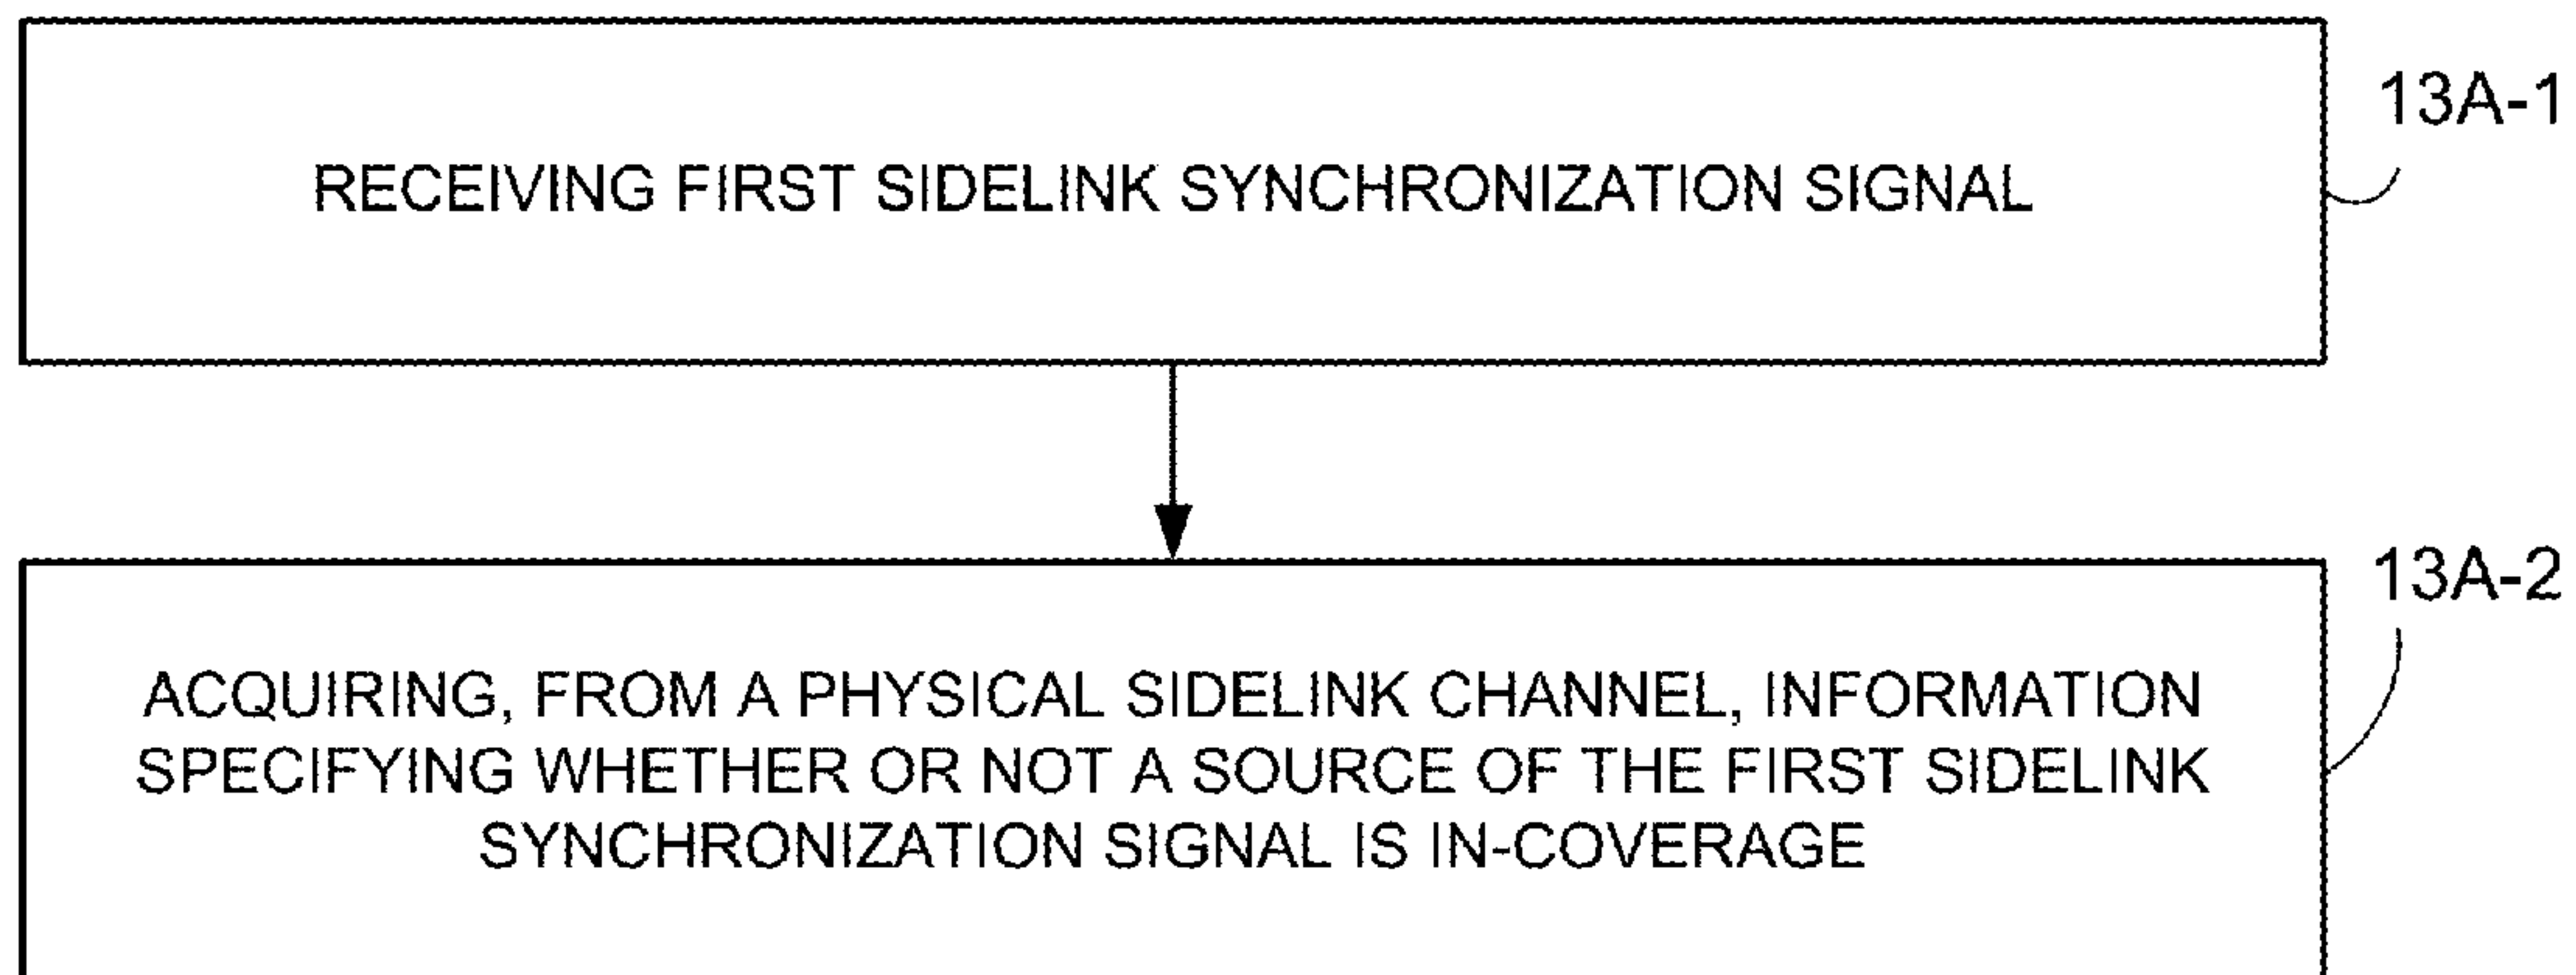 13A-1
RECEIVING FIRST SIDELINK SYNCHRONIZATION SIGNAL
13A-2
ACQUIRING, FROM A PHYSICAL SIDELINK CHANNEL, INFORMATION
SPECIFYING WHETHER OR NOT A SOURCE OF THE FIRST SIDELINK
SYNCHRONIZATION SIGNAL IS IN-COVERAGE